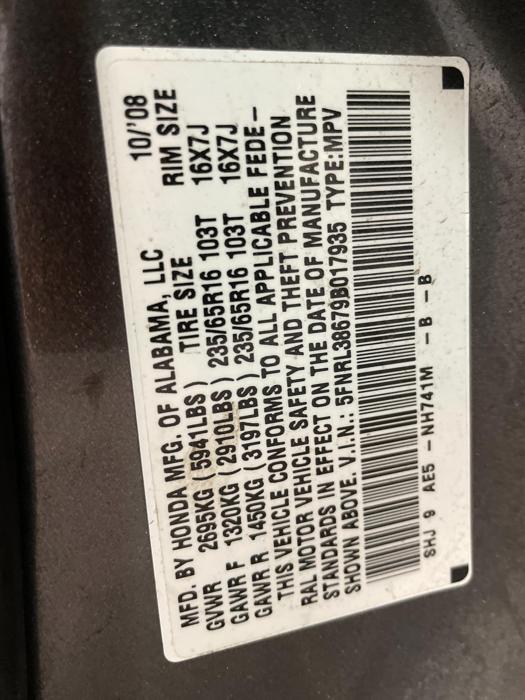 MFD. BY HONDA MFG. OF ALABAMA, LLC 10/'08
TIRE SIZE RIM SIZE
GVWR 2695KG (5941LBS)
GAWR F 1320KG (2910LBS) 235/65R16 103T 16X7J
GAWR R 1450KG (3197LBS) 235/65R16 103T 16X7J
THIS VEHICLE CONFORMS TO ALL APPLICABLE FEDE-
RAL MOTOR VEHICLE SAFETY AND THEFT PREVENTION
STANDARDS IN EFFECT ON THE DATE OF MANUFACTURE
SHOWN ABOVE. V.I.N.: 5FNRL38679B017935 TYPE:MPV
SHJ 9 AE5 - NH741M - B - B